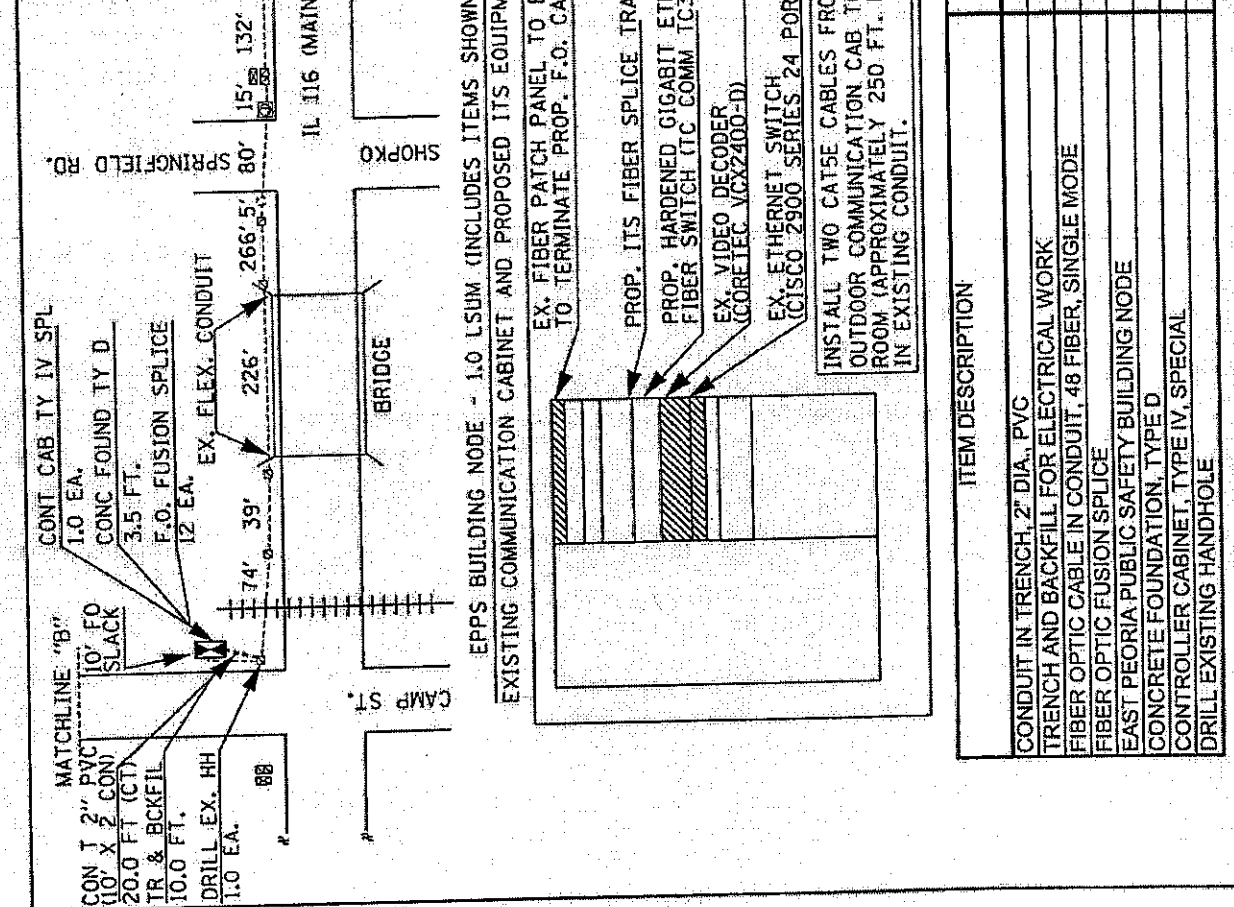 MATCHLINE "B"
CON T 2" PVC
(10' X 2 CON)
20.0 FT (CT)
TR & BCKFIL
10.0 FT.
DRILL EX. HH
1.0 EA.
10' FO
SLACK
CONT CAB TY IV SPL
1.0 EA.
CONC FOUND TY D
3.5 FT.
F.O. FUSION SPLICE
12 EA.
EX. FLEX. CONDUIT
74' 39' 226' 266' 5' 80' 15' 132'
CAMP ST.
BRIDGE
SPRINGFIELD RD.
SHOPKO
IL 116 (MAIN
EPPS BUILDING NODE - 1.0 LSUM (INCLUDES ITEMS SHOWN
EXISTING COMMUNICATION CABINET AND PROPOSED ITS EQUIPM
EX. FIBER PATCH PANEL TO
TO TERMINATE PROP. F.O. CA
PROP. ITS FIBER SPLICE TRA
PROP. HARDENED GIGABIT ET
FIBER SWITCH (TC COMM TC3
EX. VIDEO DECODER
(CORETEC VCX2400-D)
EX. ETHERNET SWITCH
(CISCO 2900 SERIES 24 POR
INSTALL TWO CAT5E CABLES FRO
OUTDOOR COMMUNICATION CAB T
ROOM (APPROXIMATELY 250 FT.
IN EXISTING CONDUIT.
ITEM DESCRIPTION
CONDUIT IN TRENCH, 2" DIA., PVC
TRENCH AND BACKFILL FOR ELECTRICAL WORK
FIBER OPTIC CABLE IN CONDUIT, 48 FIBER, SINGLE MODE
FIBER OPTIC FUSION SPLICE
EAST PEORIA PUBLIC SAFETY BUILDING NODE
CONCRETE FOUNDATION, TYPE D
CONTROLLER CABINET, TYPE IV, SPECIAL
DRILL EXISTING HANDHOLE